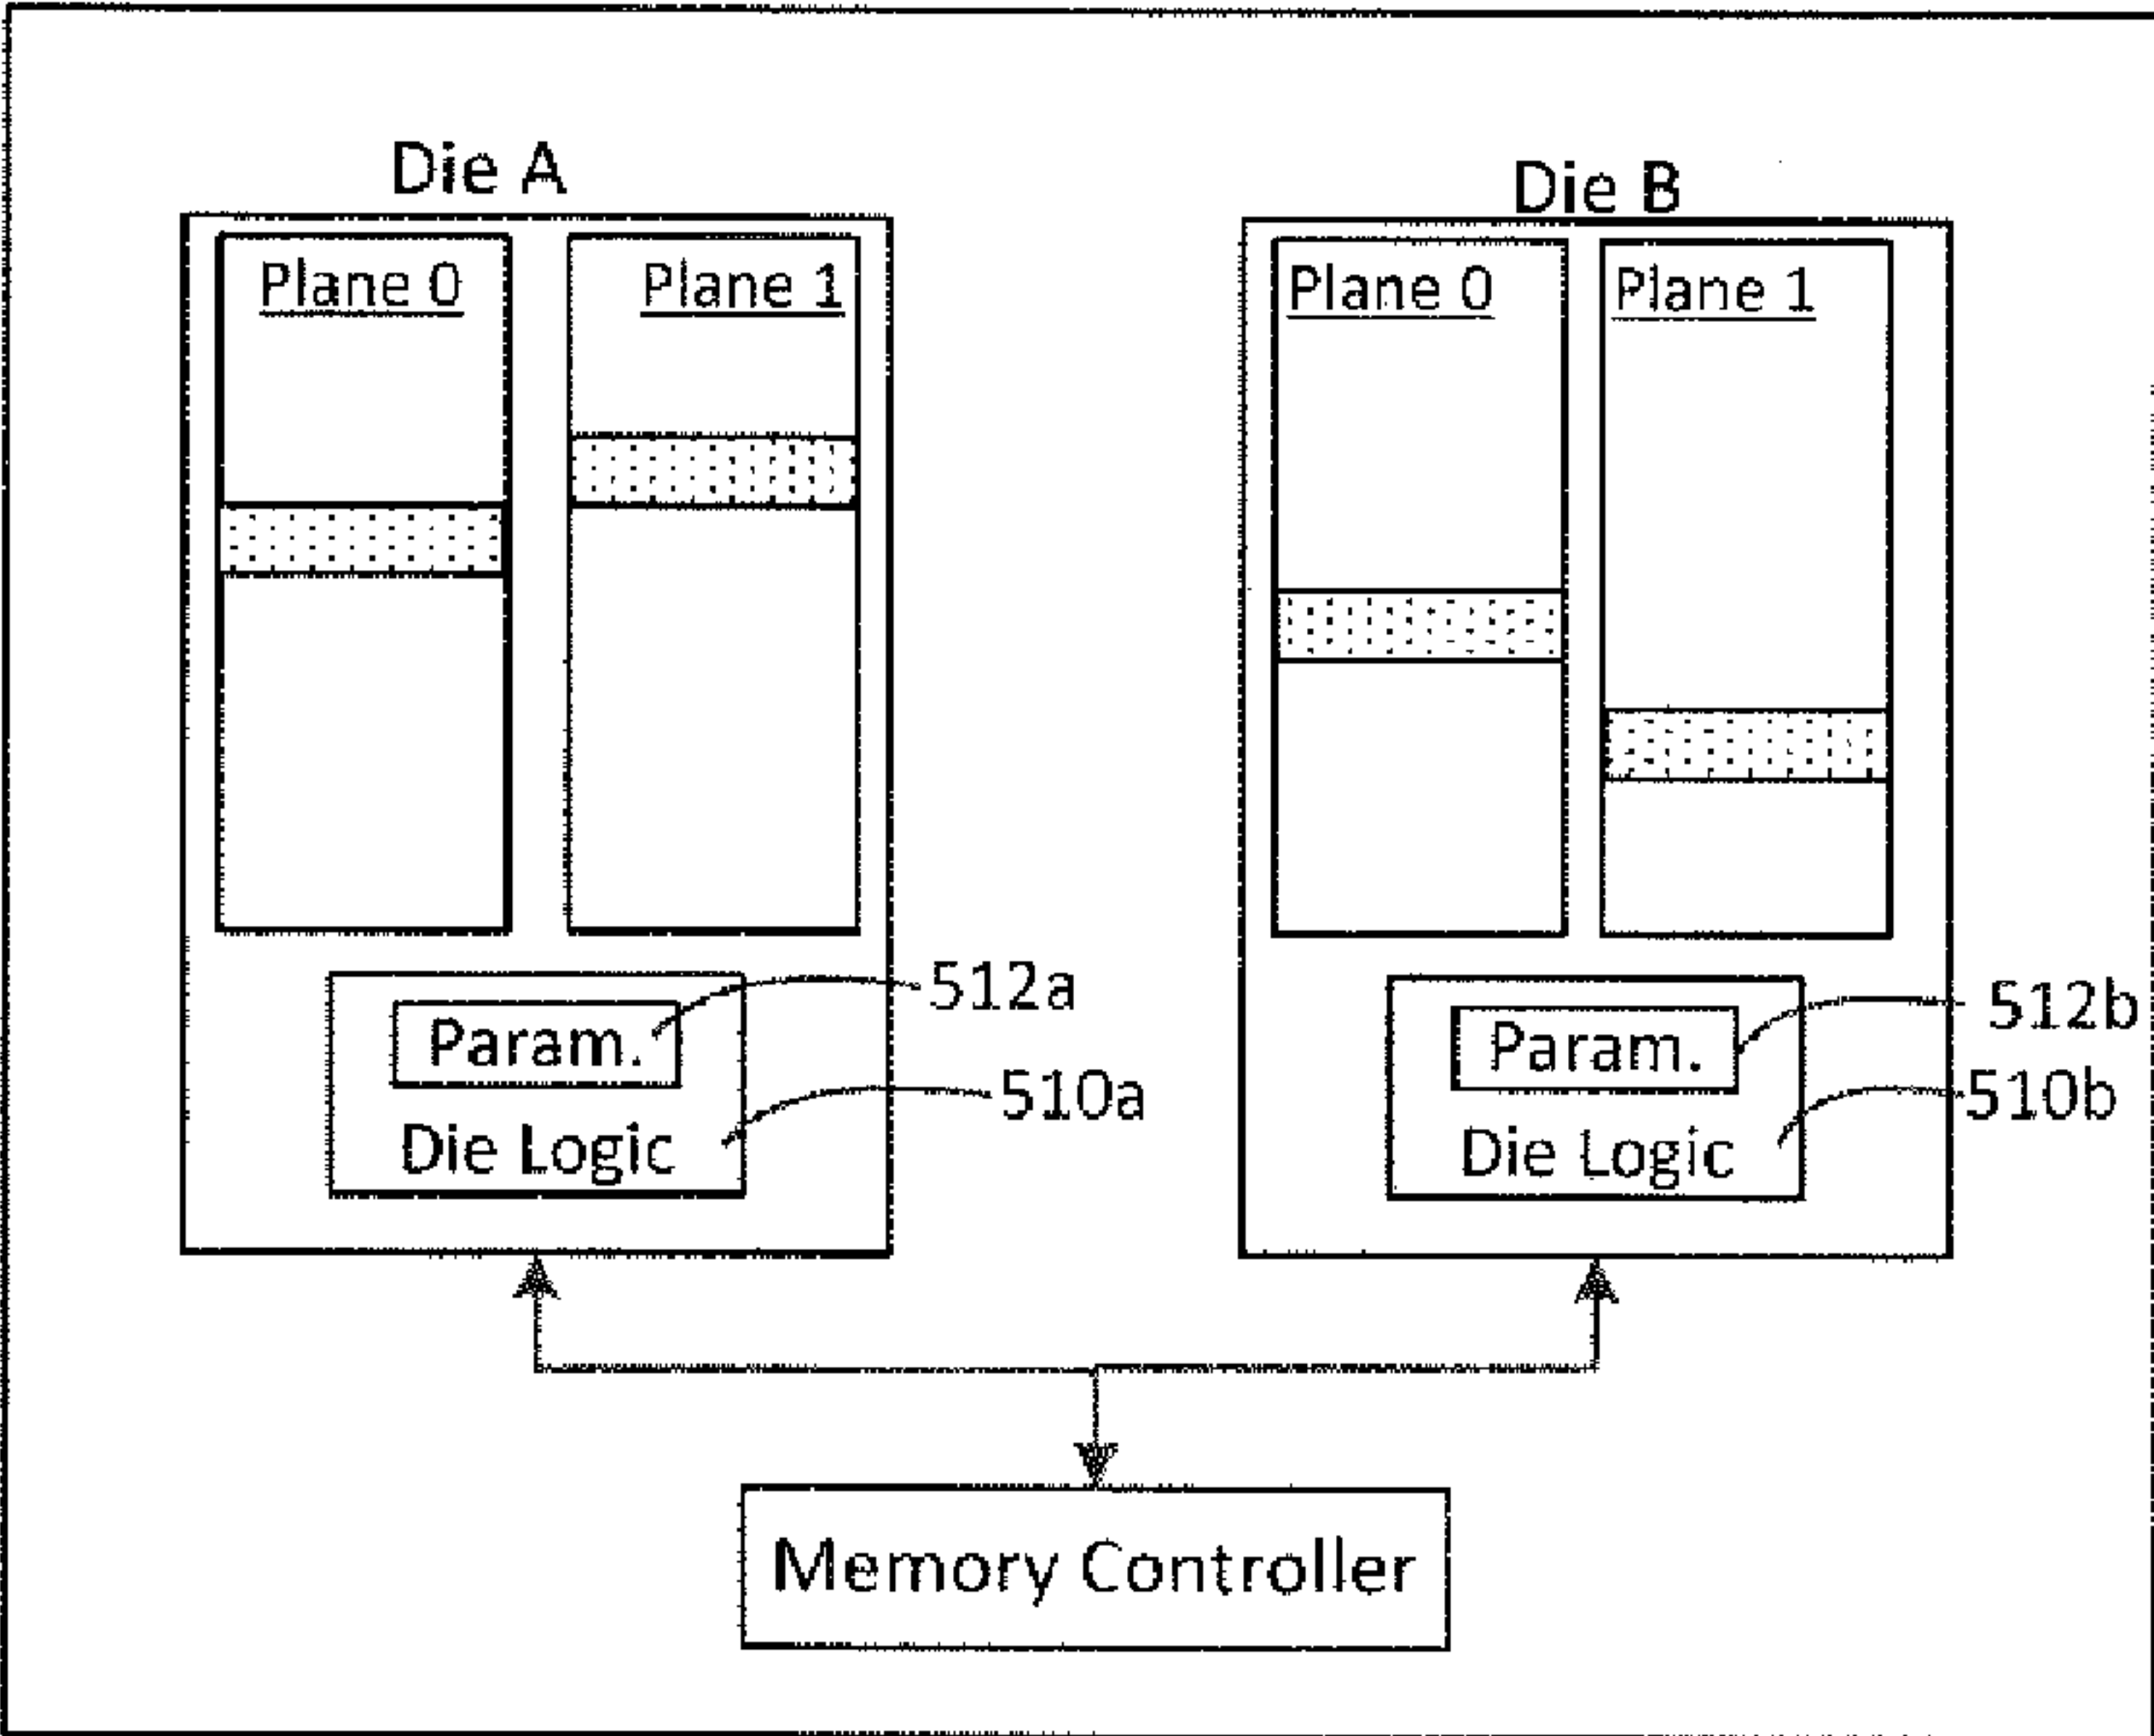 Die A
Plane 0
Plane 1
Param.
512a
510a
Die Logic
Die B
Plane 0
Plane 1
Param.
512b
510b
Die Logic
Memory Controller